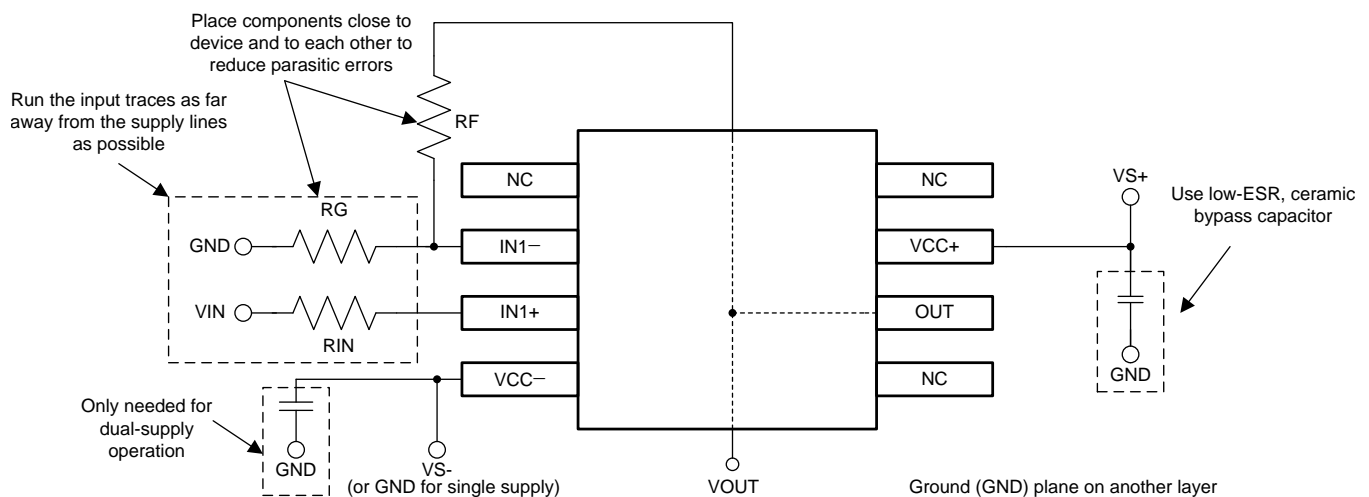 Place components close to
device and to each other to
reduce parasitic errors
Run the input traces as far
away from the supply lines
as possible
RF
NC
NC
VS+
Use low-ESR, ceramic
bypass capacitor
RG
GND
IN1−
VCC+
VIN
IN1+
OUT
RIN
GND
VCC−
NC
Only needed for
dual-supply
operation
GND
VS-
(or GND for single supply)
VOUT
Ground (GND) plane on another layer